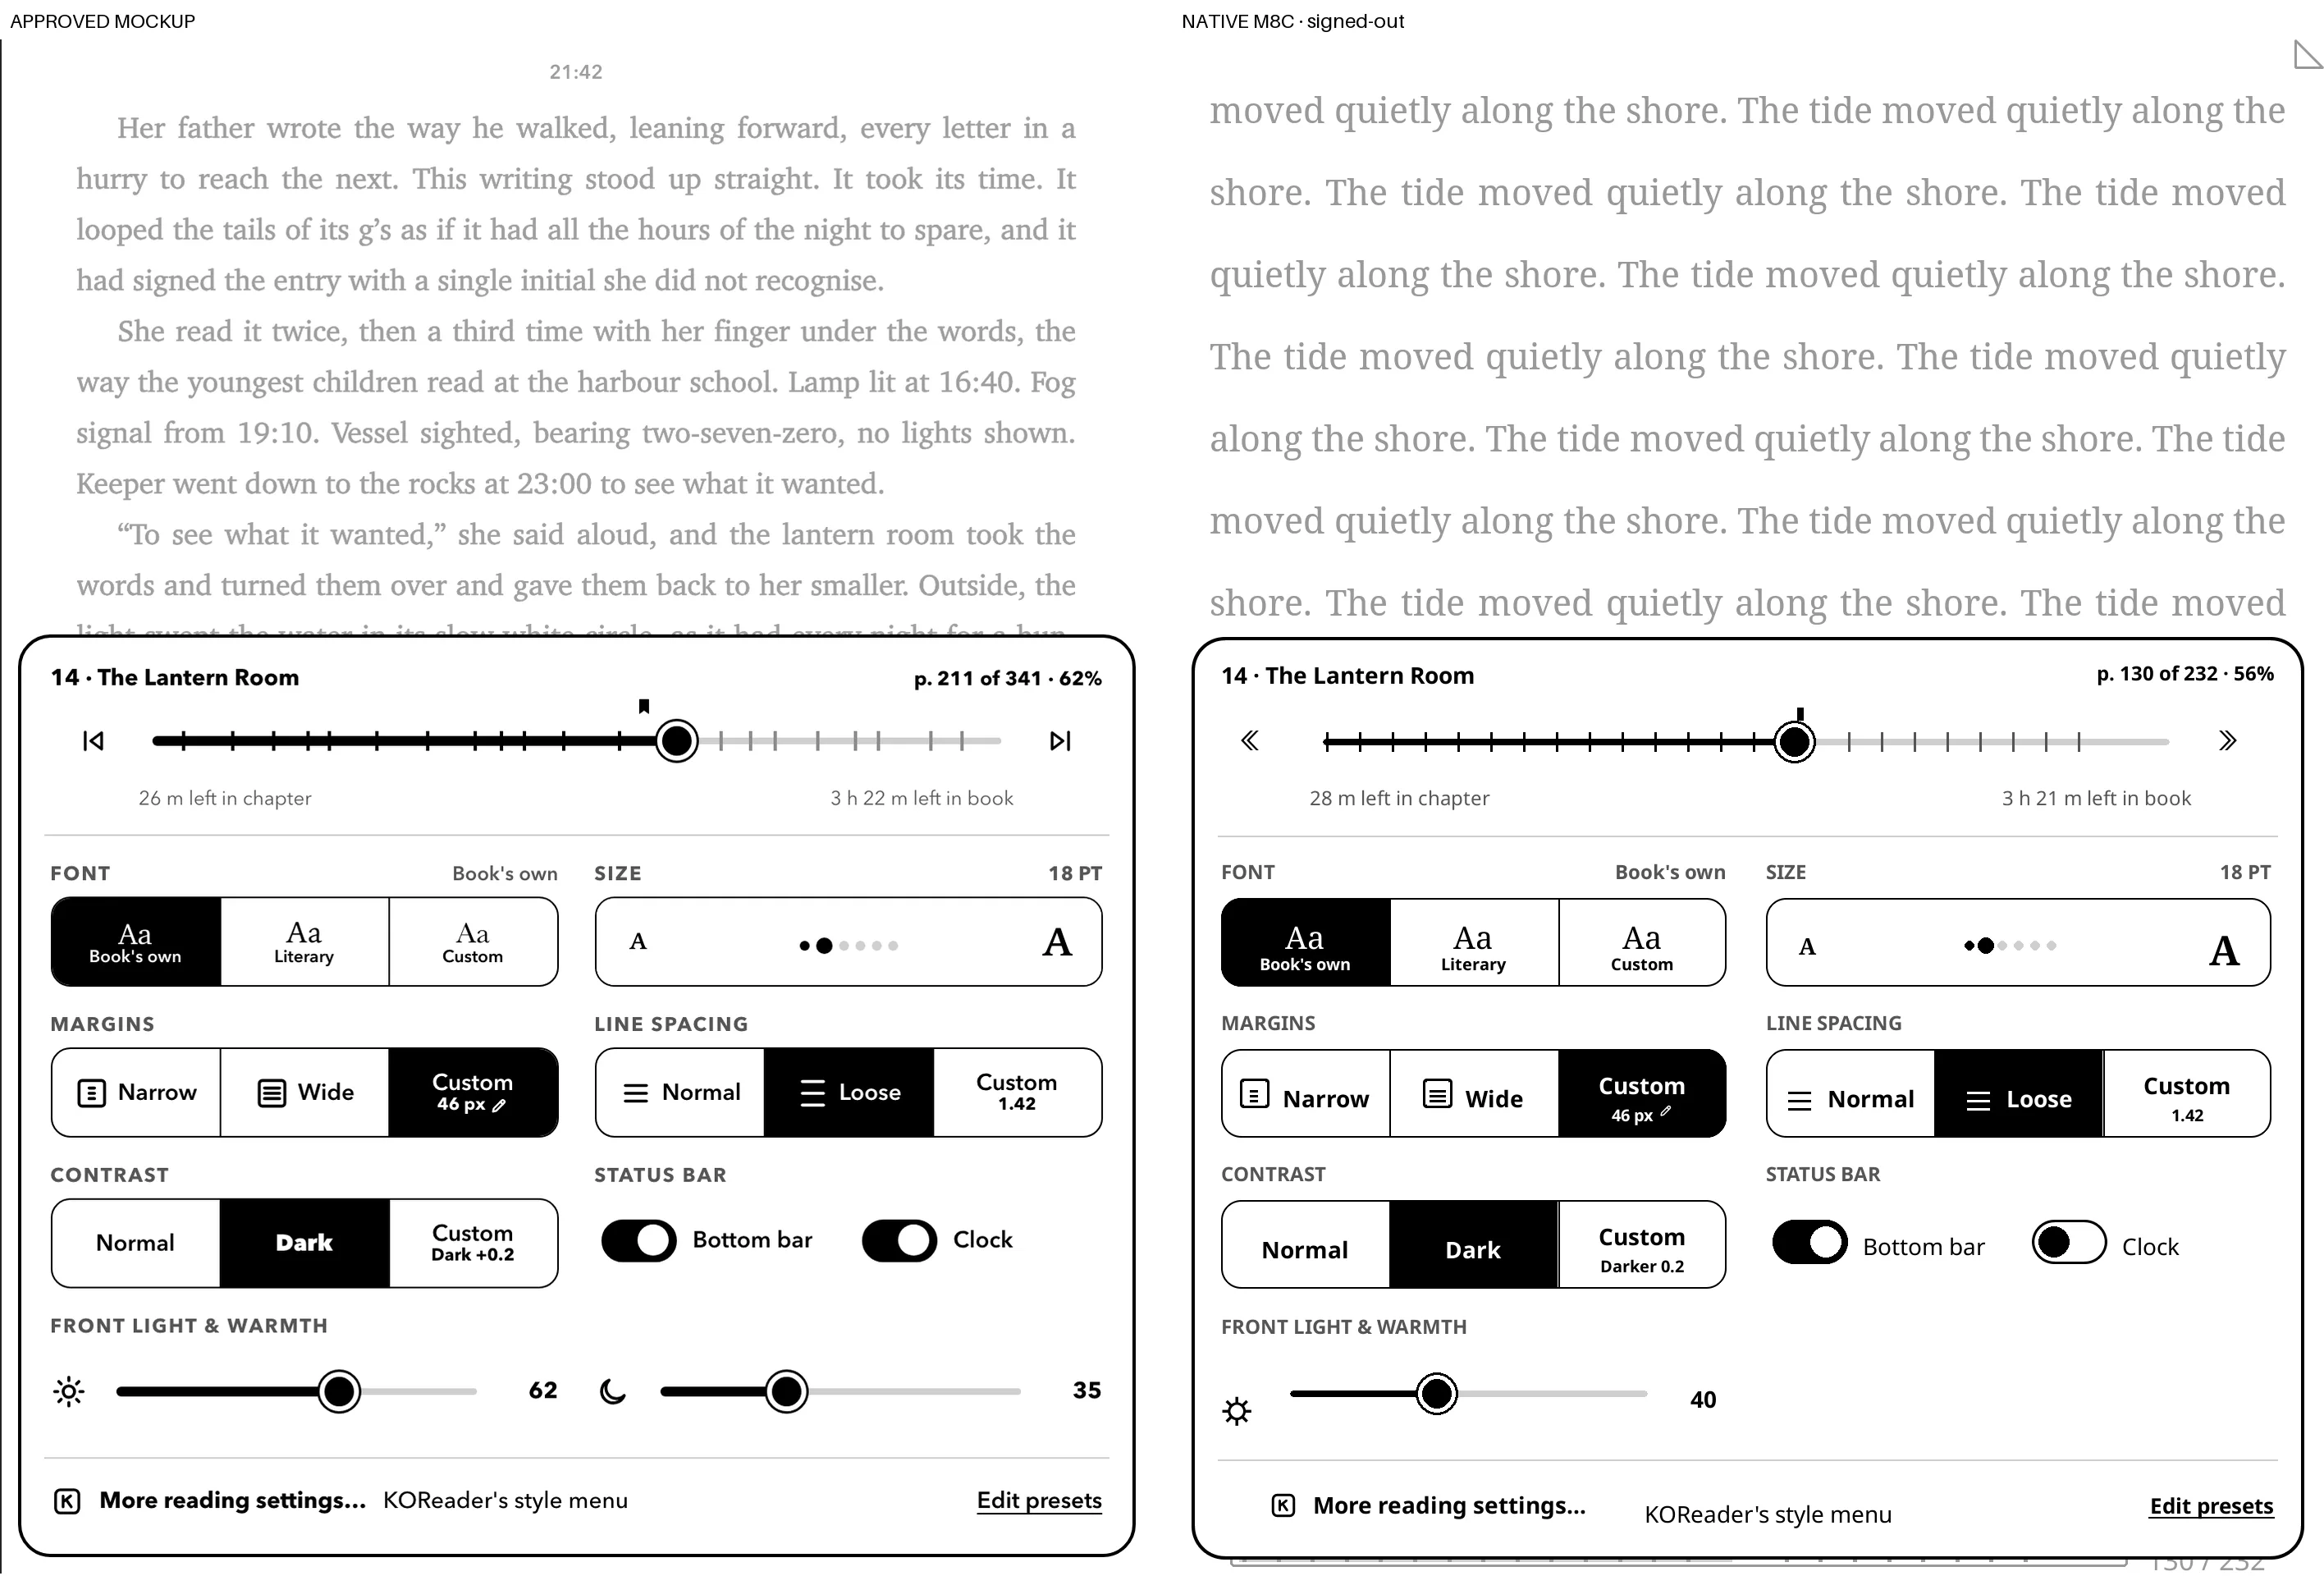 APPROVED MOCKUP
21:42
Her father wrote the way he walked, leaning forward, every letter in a
hurry to reach the next. This writing stood up straight. It took its time. It
looped the tails of its g’s as if it had all the hours of the night to spare, and it
had signed the entry with a single initial she did not recognise.
She read it twice, then a third time with her finger under the words, the
way the youngest children read at the harbour school. Lamp lit at 16:40. Fog
signal from 19:10. Vessel sighted, bearing two-seven-zero, no lights shown.
Keeper went down to the rocks at 23:00 to see what it wanted.
“To see what it wanted,” she said aloud, and the lantern room took the
words and turned them over and gave them back to her smaller. Outside, the
light swept the water in its slow white circle, as it had every night for a hun-
14 · The Lantern Room
p. 211 of 341 · 62%
26 m left in chapter
3 h 22 m left in book
FONT
Book's own
SIZE
18 PT
Aa
Book's own
Aa
Literary
Aa
Custom
A
A
MARGINS
LINE SPACING
Narrow
Wide
Custom
46 px
Normal
Loose
Custom
1.42
CONTRAST
STATUS BAR
Normal
Dark
Custom
Dark +0.2
Bottom bar
Clock
FRONT LIGHT & WARMTH
62
35
K
More reading settings...
KOReader's style menu
Edit presets
NATIVE M8C · signed-out
moved quietly along the shore. The tide moved quietly along the
shore. The tide moved quietly along the shore. The tide moved
quietly along the shore. The tide moved quietly along the shore.
The tide moved quietly along the shore. The tide moved quietly
along the shore. The tide moved quietly along the shore. The tide
moved quietly along the shore. The tide moved quietly along the
shore. The tide moved quietly along the shore. The tide moved
14 · The Lantern Room
p. 130 of 232 · 56%
28 m left in chapter
3 h 21 m left in book
FONT
Book's own
SIZE
18 PT
Aa
Book's own
Aa
Literary
Aa
Custom
A
A
MARGINS
LINE SPACING
Narrow
Wide
Custom
46 px
Normal
Loose
Custom
1.42
CONTRAST
STATUS BAR
Normal
Dark
Custom
Darker 0.2
Bottom bar
Clock
FRONT LIGHT & WARMTH
40
K
More reading settings...
KOReader's style menu
Edit presets
130 / 232